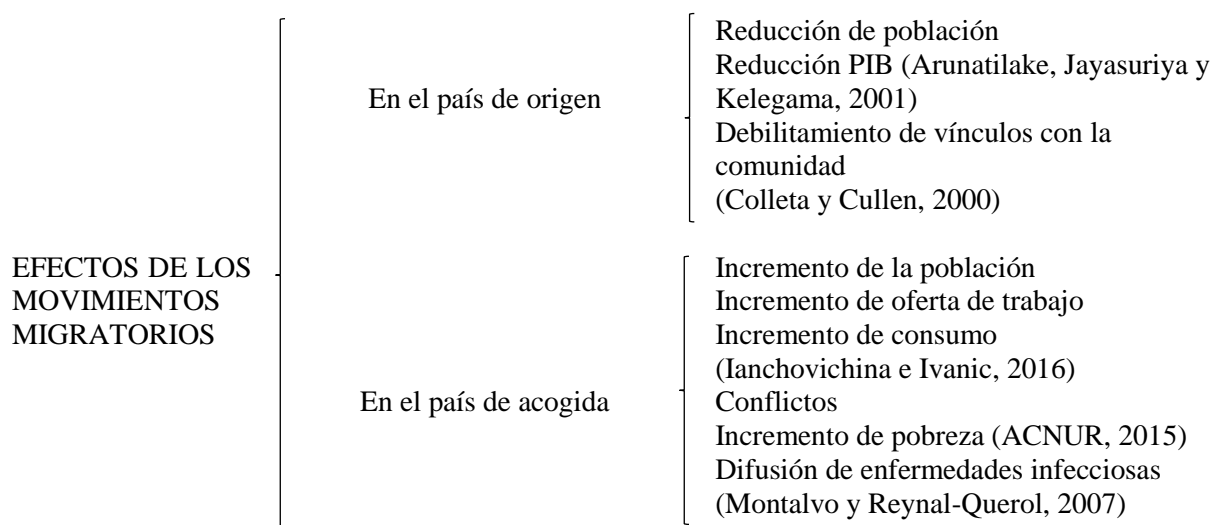 EFECTOS DE LOS
MOVIMIENTOS
MIGRATORIOS
En el país de origen
Reducción de población
Reducción PIB (Arunatilake, Jayasuriya y
Kelegama, 2001)
Debilitamiento de vínculos con la
comunidad
(Colleta y Cullen, 2000)
En el país de acogida
Incremento de la población
Incremento de oferta de trabajo
Incremento de consumo
(Ianchovichina e Ivanic, 2016)
Conflictos
Incremento de pobreza (ACNUR, 2015)
Difusión de enfermedades infecciosas
(Montalvo y Reynal-Querol, 2007)